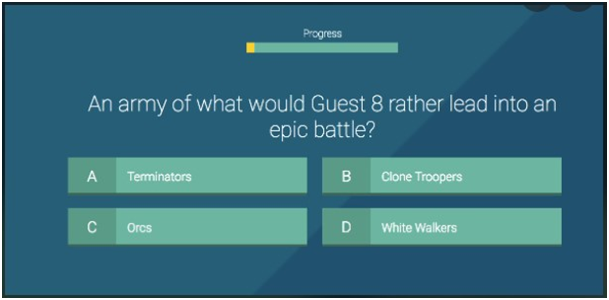 Progress
An army of what would Guest 8 rather lead into an
epic battle?
A Terminators
B Clone Troopers
C Orcs
D White Walkers